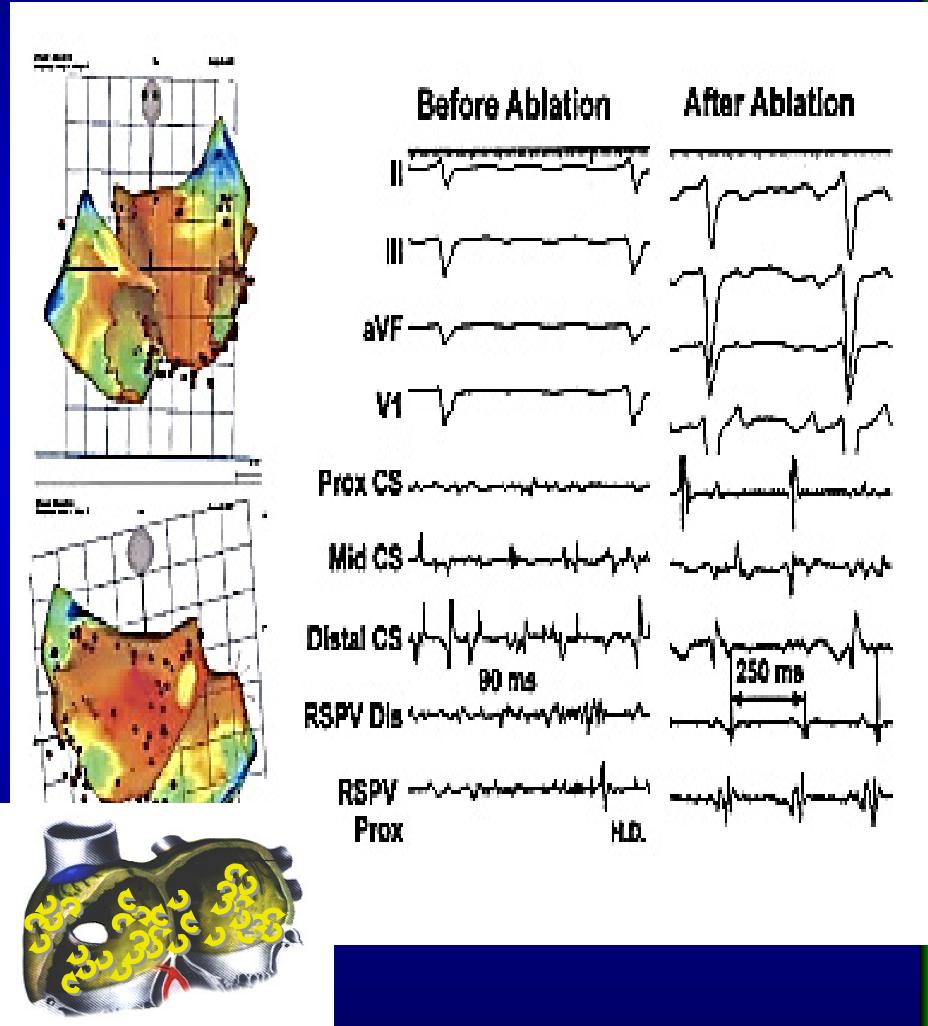 Before Ablation
After Ablation
II
III
aVF
V1
Prox CS
Mid CS
Distal CS
90 ms
250 ms
RSPV Dis
RSPV
Prox
H.D.